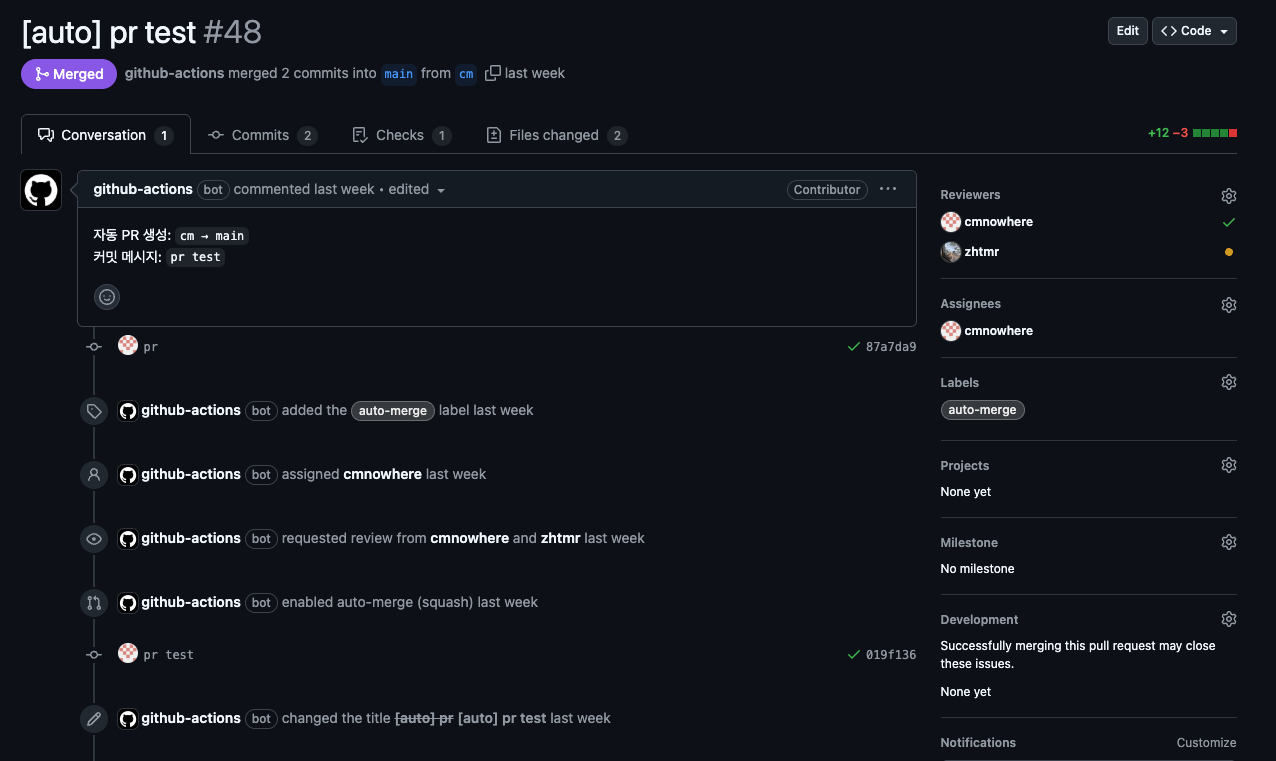 [auto] pr test #48
Edit
<> Code
Merged
github-actions merged 2 commits into main from cm last week
Conversation 1
Commits 2
Checks 1
Files changed 2
+12 −3
github-actions bot commented last week • edited
Contributor
자동 PR 생성: cm → main
커밋 메시지: pr test
pr
87a7da9
github-actions bot added the auto-merge label last week
github-actions bot assigned cmnowhere last week
github-actions bot requested review from cmnowhere and zhtmr last week
github-actions bot enabled auto-merge (squash) last week
pr test
019f136
github-actions bot changed the title [auto] pr [auto] pr test last week
Reviewers
cmnowhere
zhtmr
Assignees
cmnowhere
Labels
auto-merge
Projects
None yet
Milestone
No milestone
Development
Successfully merging this pull request may close
these issues.
None yet
Notifications
Customize